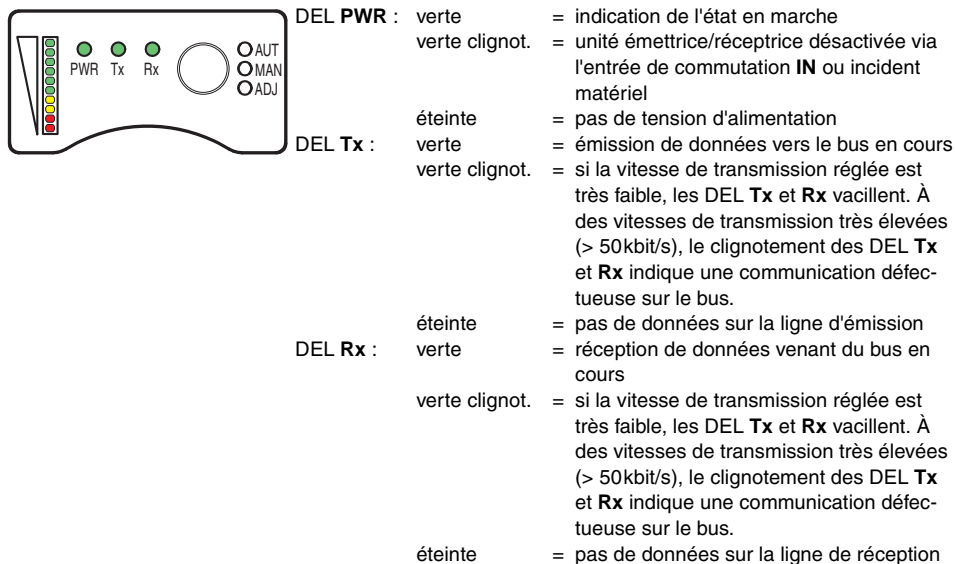 PWR Tx Rx
AUT
MAN
ADJ
DEL PWR : verte = indication de l'état en marche
verte clignot. = unité émettrice/réceptrice désactivée via
l'entrée de commutation IN ou incident
matériel
éteinte = pas de tension d'alimentation
DEL Tx : verte = émission de données vers le bus en cours
verte clignot. = si la vitesse de transmission réglée est
très faible, les DEL Tx et Rx vacillent. À
des vitesses de transmission très élevées
(> 50kbit/s), le clignotement des DEL Tx
et Rx indique une communication défec-
tueuse sur le bus.
éteinte = pas de données sur la ligne d'émission
DEL Rx : verte = réception de données venant du bus en
cours
verte clignot. = si la vitesse de transmission réglée est
très faible, les DEL Tx et Rx vacillent. À
des vitesses de transmission très élevées
(> 50kbit/s), le clignotement des DEL Tx
et Rx indique une communication défec-
tueuse sur le bus.
éteinte = pas de données sur la ligne de réception